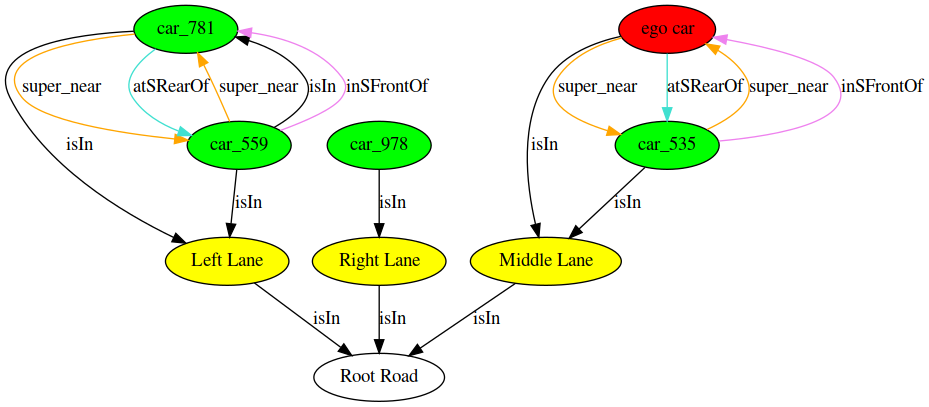 car_781
ego car
super_near
atSRearOf
super_near
isIn
inSFrontOf
super_near
atSRearOf
super_near
inSFrontOf
isIn
isIn
car_559
car_978
car_535
isIn
isIn
isIn
Left Lane
Right Lane
Middle Lane
isIn
isIn
isIn
Root Road